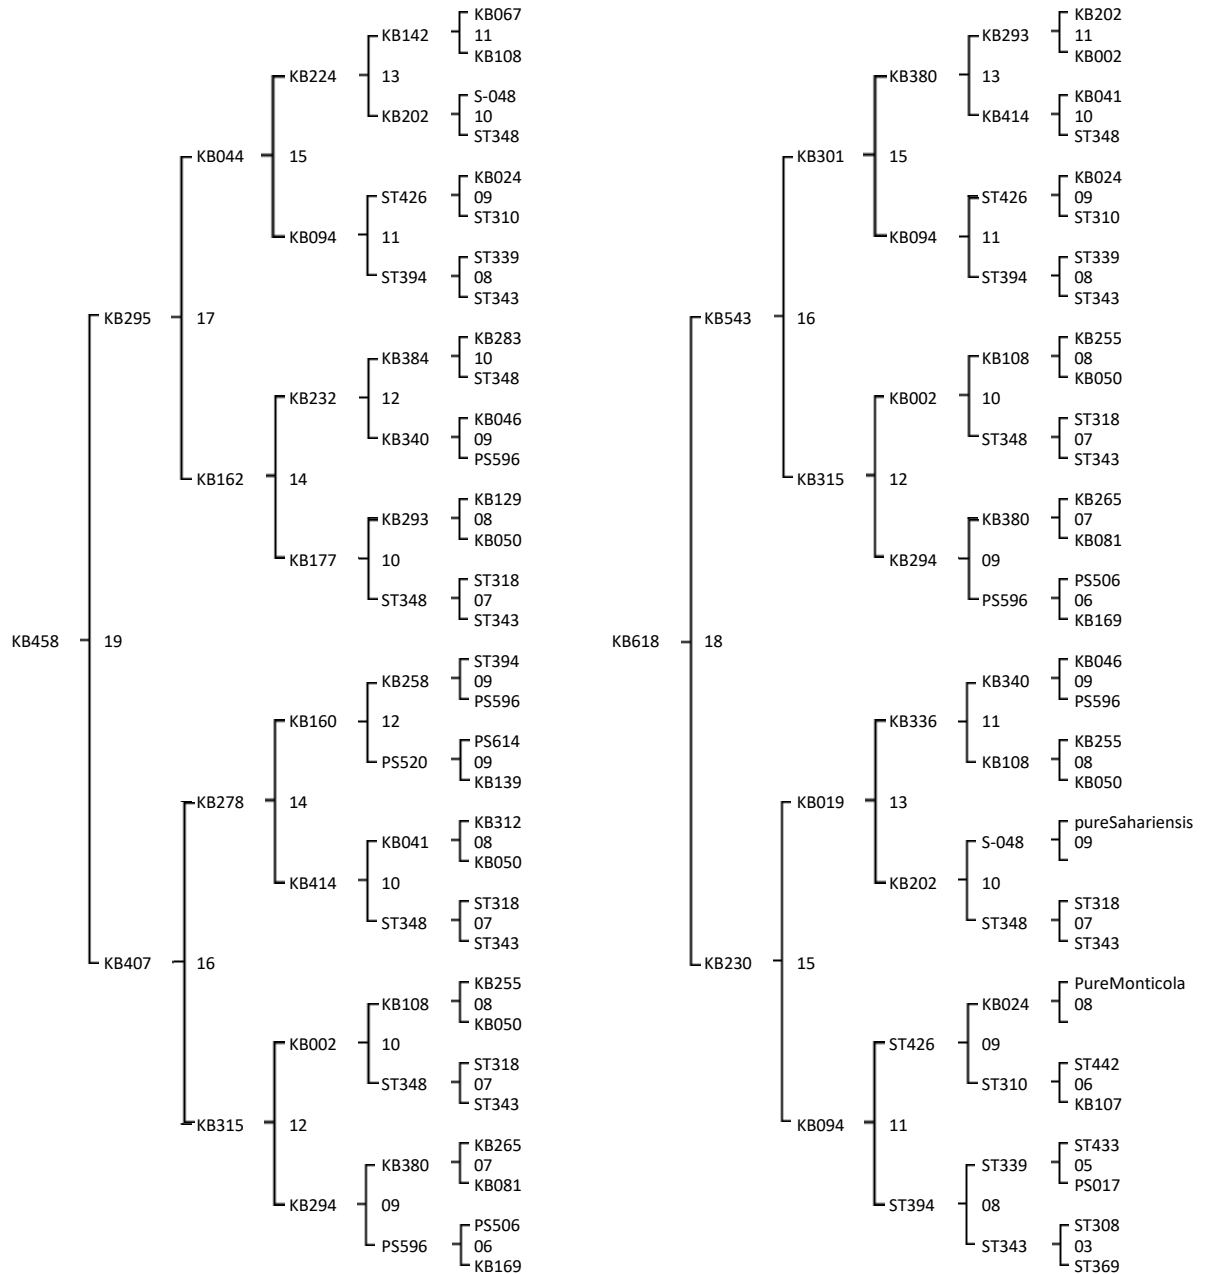 KB067
KB142 11
KB108
KB224 13
S-048
KB202 10
ST348
KB044 15
KB024
ST426 09
ST310
KB094 11
ST339
ST394 08
ST343
KB295 17
KB283
KB384 10
ST348
KB232 12
KB046
KB340 09
PS596
KB162 14
KB129
KB293 08
KB050
KB177 10
ST318
ST348 07
ST343
KB458 19
ST394
KB258 09
PS596
KB160 12
PS614
PS520 09
KB139
KB278 14
KB312
KB041 08
KB050
KB414 10
ST318
ST348 07
ST343
KB407 16
KB255
KB108 08
KB050
KB002 10
ST318
ST348 07
ST343
KB315 12
KB265
KB380 07
KB081
KB294 09
PS506
PS596 06
KB169
KB202
KB293 11
KB002
KB380 13
KB041
KB414 10
ST348
KB301 15
KB024
ST426 09
ST310
KB094 11
ST339
ST394 08
ST343
KB543 16
KB255
KB108 08
KB050
KB002 10
ST318
ST348 07
ST343
KB315 12
KB265
KB380 07
KB081
KB294 09
PS506
PS596 06
KB169
KB618 18
KB046
KB340 09
PS596
KB336 11
KB255
KB108 08
KB050
KB019 13
pureSahariensis
S-048 09
KB202 10
ST318
ST348 07
ST343
KB230 15
PureMonticola
KB024 08
ST426 09
ST442
ST310 06
KB107
KB094 11
ST433
ST339 05
PS017
ST394 08
ST308
ST343 03
ST369